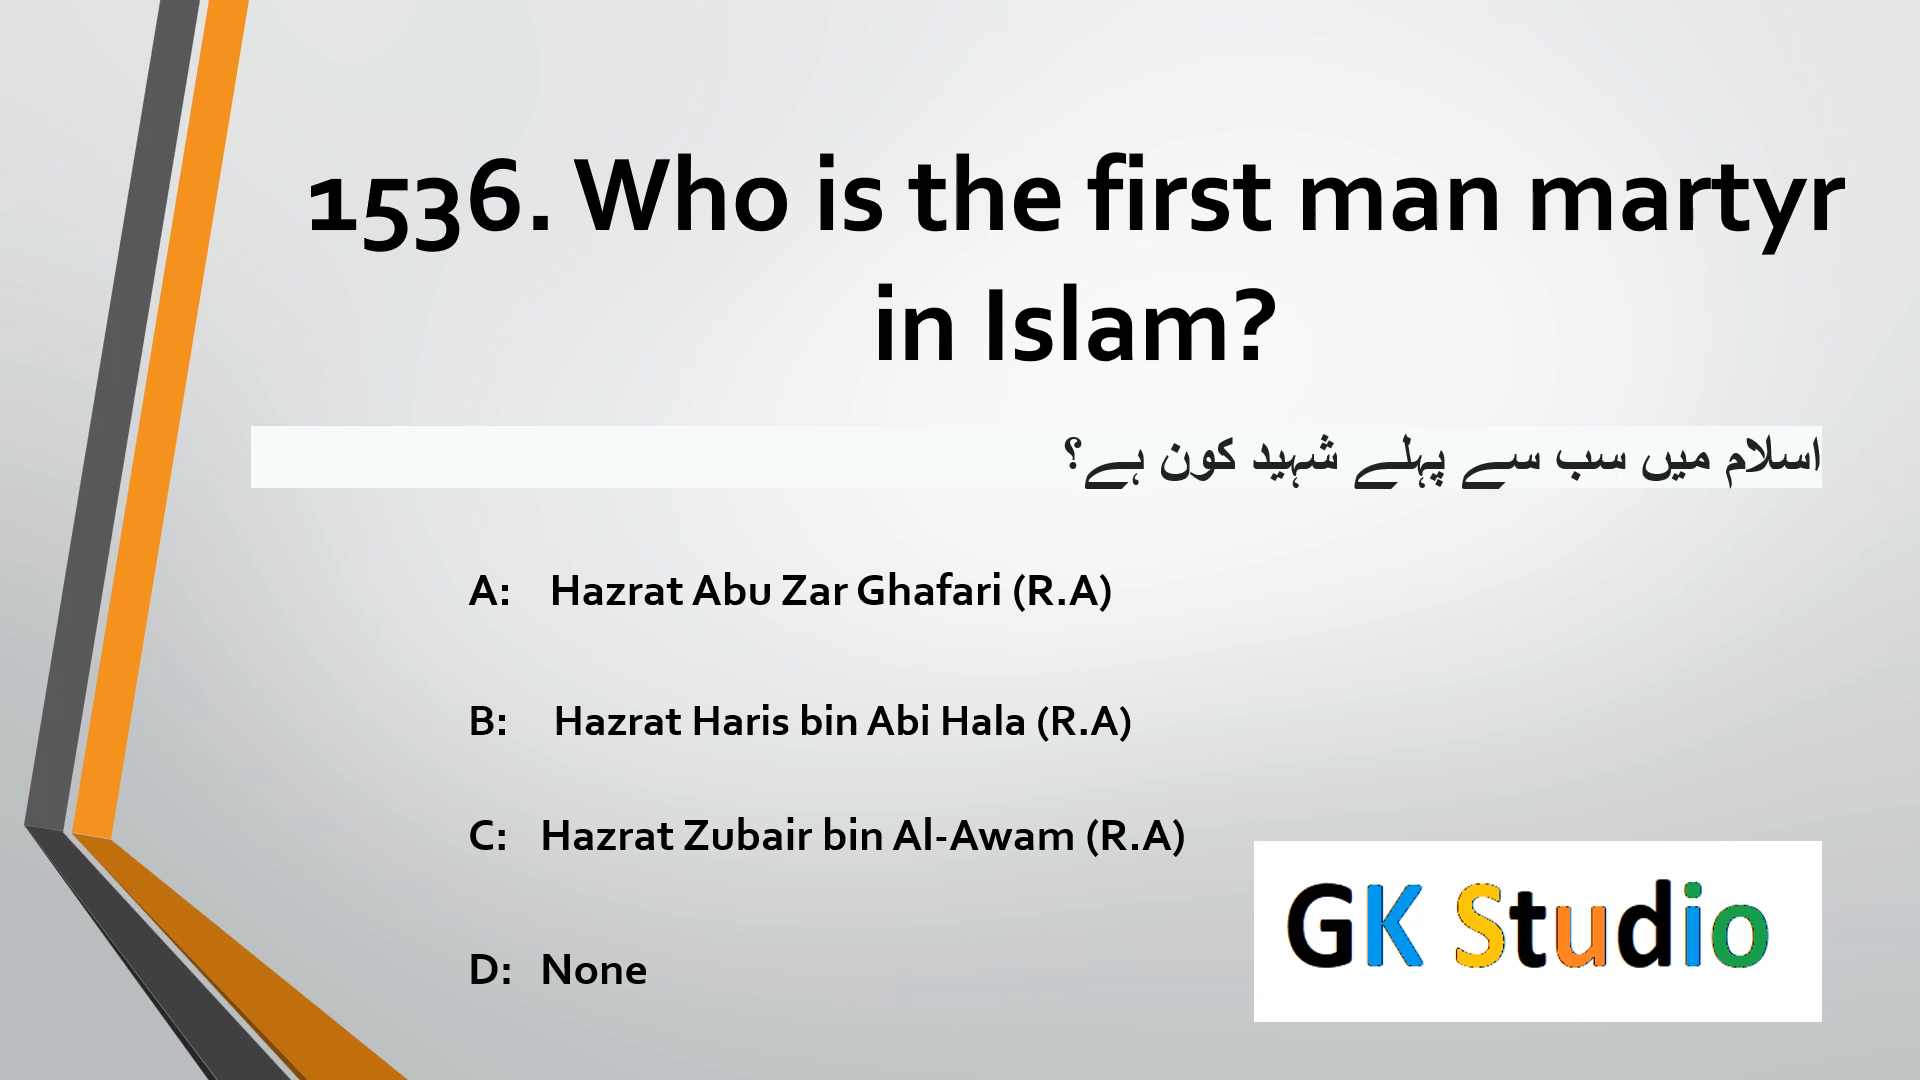 1536. Who is the first man martyr
in Islam?
اسلام میں سب سے پہلے شہید کون ہے؟
A: Hazrat Abu Zar Ghafari (R.A)
B: Hazrat Haris bin Abi Hala (R.A)
C: Hazrat Zubair bin Al-Awam (R.A)
D: None
GK Studio